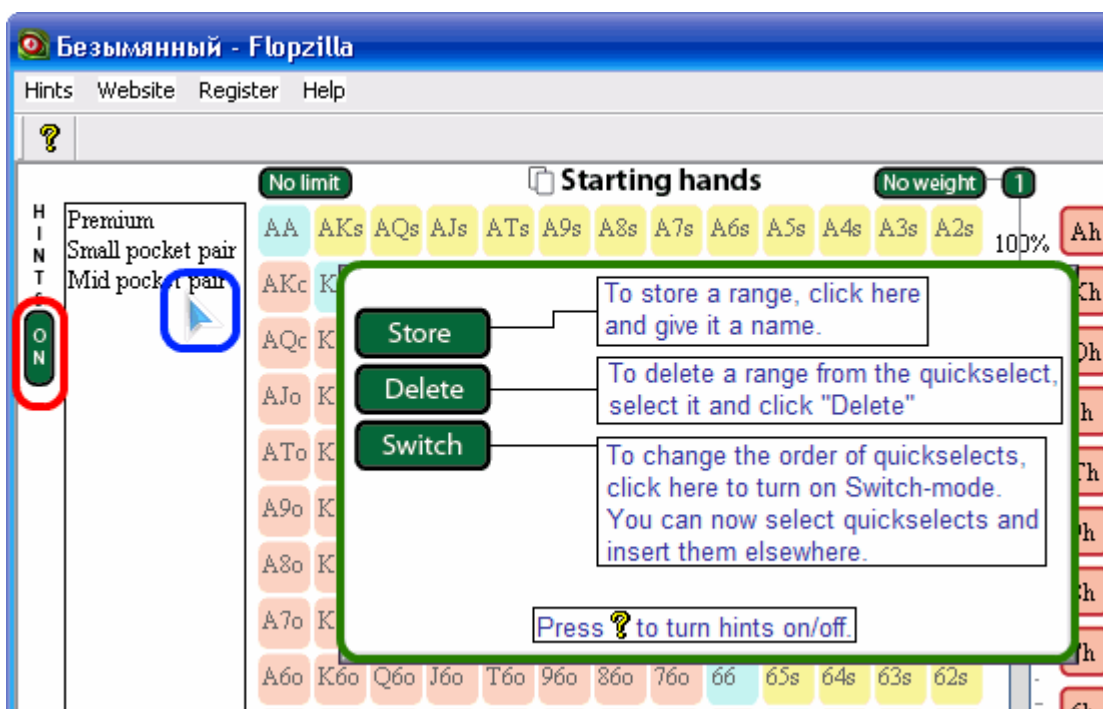 Безымянный - Flopzilla
Hints Website Register Help
?
No limit Starting hands No weight 1
HINTS
ON
Premium
Small pocket pair
Mid pocket pair
AA AKs AQs AJs ATs A9s A8s A7s A6s A5s A4s A3s A2s 100% Ah
AKc K
AQc K
AJo K
ATo K
A9o K
A8o K
A7o K
Store
To store a range, click here
and give it a name.
Delete
To delete a range from the quickselect,
select it and click "Delete"
Switch
To change the order of quickselects,
click here to turn on Switch-mode.
You can now select quickselects and
insert them elsewhere.
Press ? to turn hints on/off.
A6o K6o Q6o J6o T6o 96o 86o 76o 66 65s 64s 63s 62s